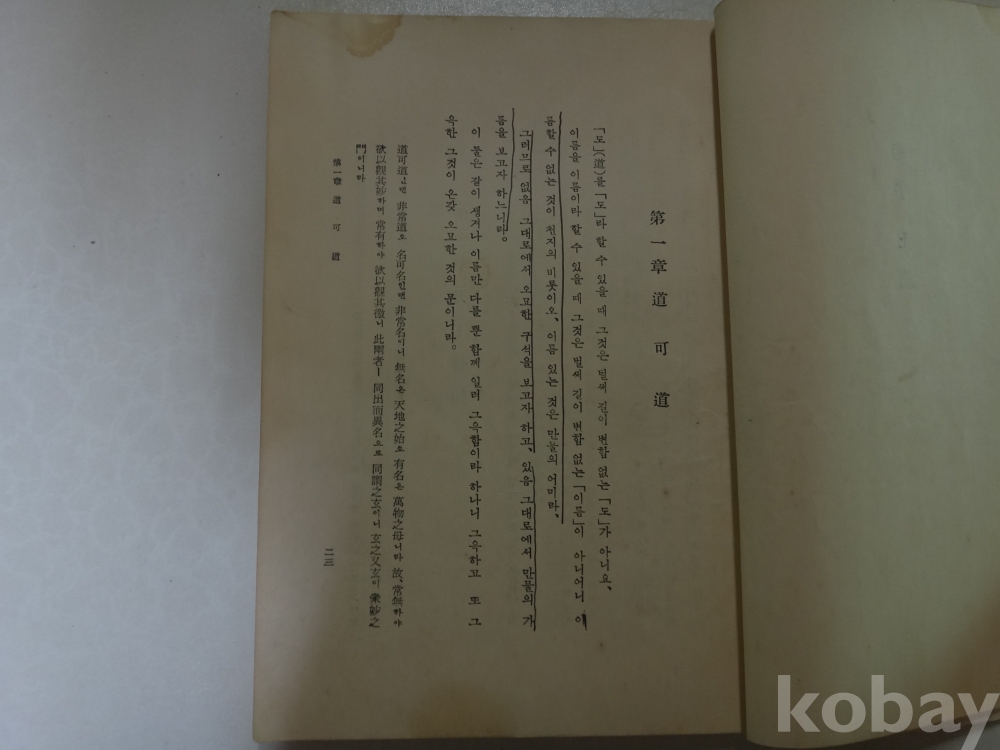 第一章 道可道
「도」(道)를 「도」라 할 수 있을 때 그것은 벌써 길이 변함 없는 「도」가 아니요、
이름을 이름이라 할 수 있을 때 그것은 벌써 길이 변함 없는 「이름」이 아니어니 이
름할 수 없는 것이 천지의 비롯이오、이름 있는 것은 만물의 어미라、
그러므로 없음 그대로에서 오묘한 구석을 보고자 하고、있음 그대로에서 만물의 가
름을 보고자 하느니라。
이 둘은 같이 생겨나 이름만 다를 뿐 함께 일러 그윽함이라 하나니 그윽하고 또 그
윽한 그것이 온갖 오묘한 것의 문이니라。
道可道ㅣ면 非常道오 名可名인맨 非常名이니 無名은 天地之始오 有名은 萬物之母니라 故、常無하야
欲以觀其妙하며 常有하야 欲以觀其徼니 此兩者ㅡ 同出而異名으로 同謂之玄이니 玄之又玄이 衆妙之
門이니라
第一章 道可道
二三
kobay